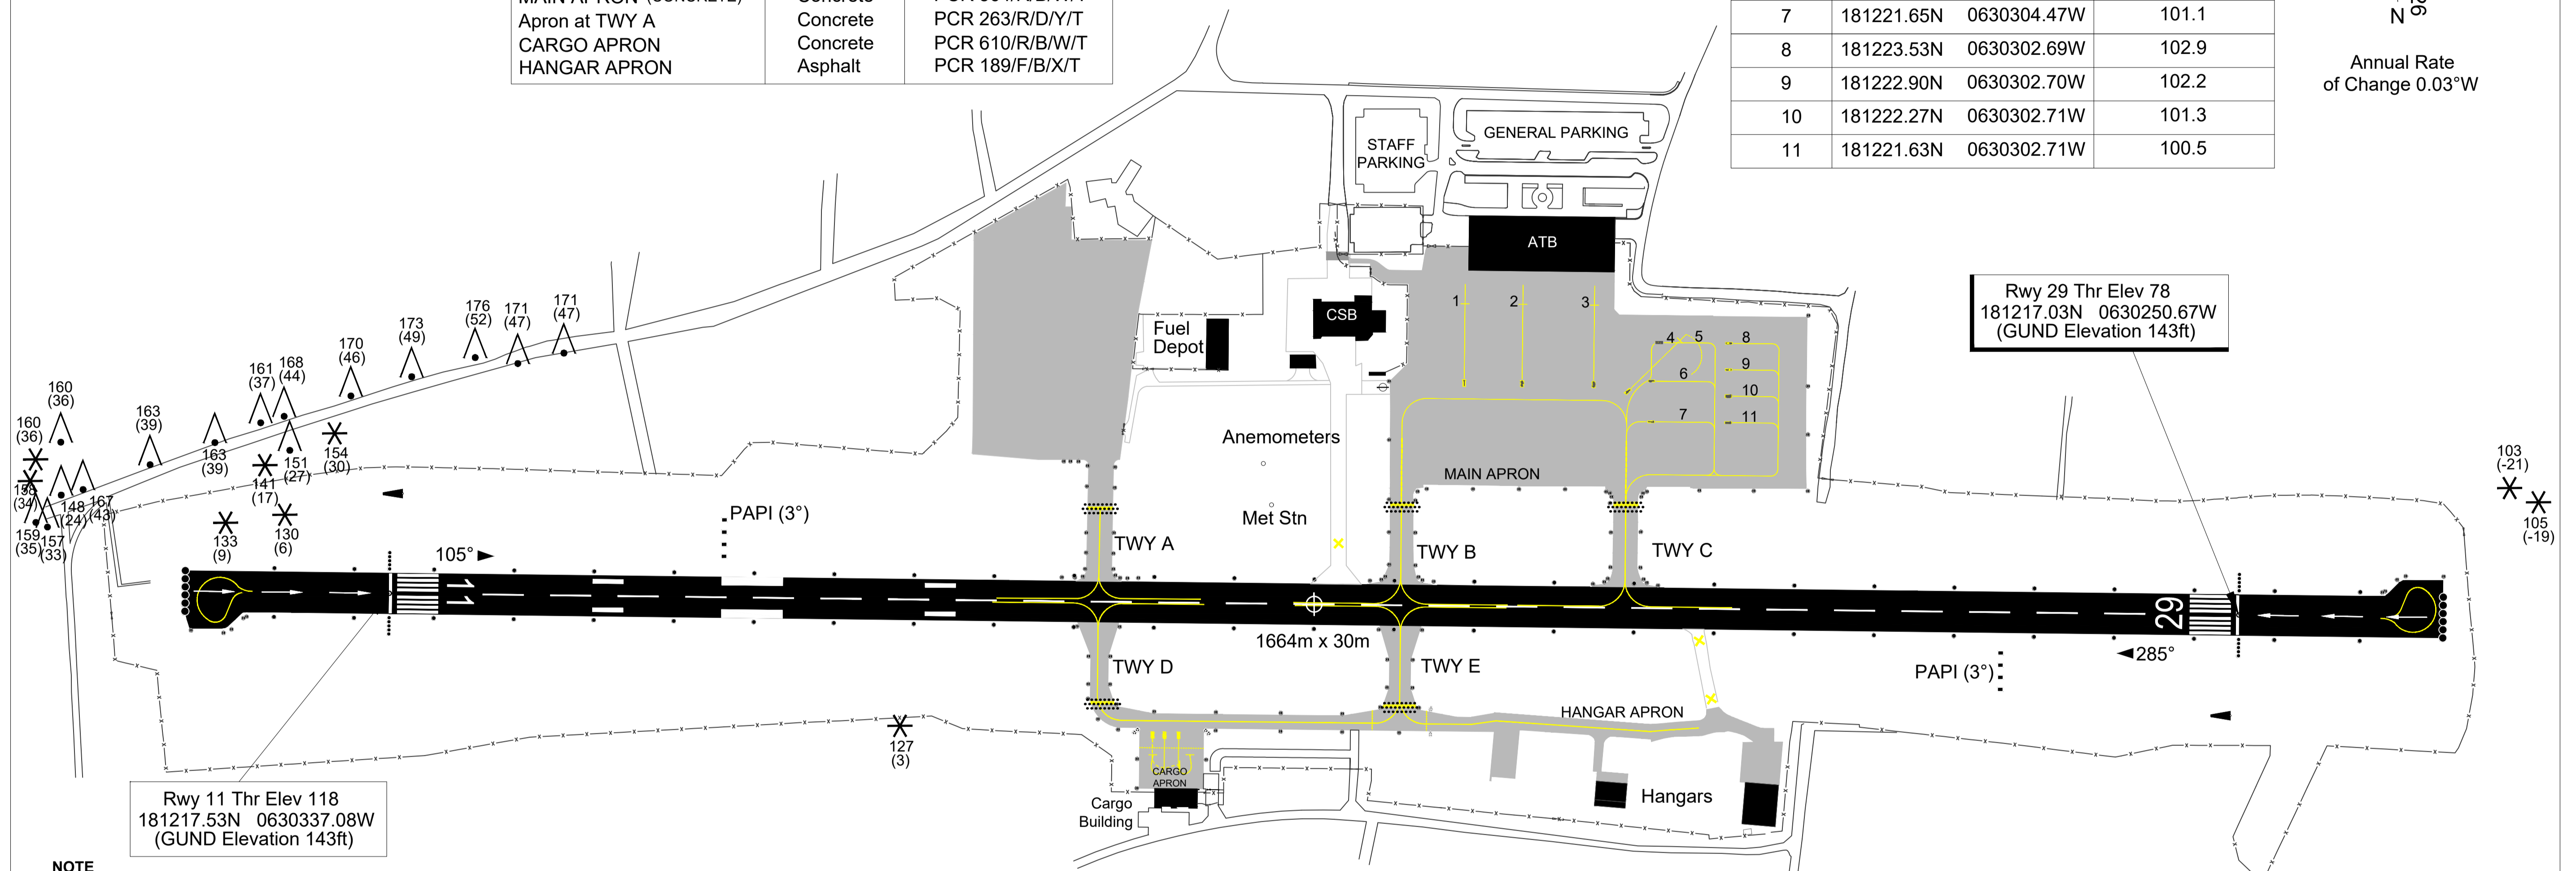 Apron at TWY A Concrete PCR 263/R/D/Y/T
CARGO APRON Concrete PCR 610/R/B/W/T
HANGAR APRON Asphalt PCR 189/F/B/X/T
7 181221.65N 0630304.47W 101.1
8 181223.53N 0630302.69W 102.9
9 181222.90N 0630302.70W 102.2
10 181222.27N 0630302.71W 101.3
11 181221.63N 0630302.71W 100.5
N
Annual Rate
of Change 0.03°W
GENERAL PARKING
STAFF
PARKING
ATB
CSB
Fuel
Depot
1 2 3
4 5 8
9
6
10
7 11
Rwy 29 Thr Elev 78
181217.03N 0630250.67W
(GUND Elevation 143ft)
176
(52)
171
(47)
171
(47)
173
(49)
170
(46)
161
(37)
168
(44)
160
(36)
163
(39)
160
(36)
163
(39)
151
(27)
154
(30)
141
(17)
158
(34)
148
(24)
167
(43)
159
(35)
157
(33)
133
(9)
130
(6)
103
(-21)
105
(-19)
Anemometers
MAIN APRON
Met Stn
PAPI (3°)
105°
TWY A
TWY B
TWY C
11
29
1664m x 30m
TWY D
TWY E
PAPI (3°)
285°
HANGAR APRON
127
(3)
CARGO
APRON
Cargo
Building
Hangars
Rwy 11 Thr Elev 118
181217.53N 0630337.08W
(GUND Elevation 143ft)
NOTE